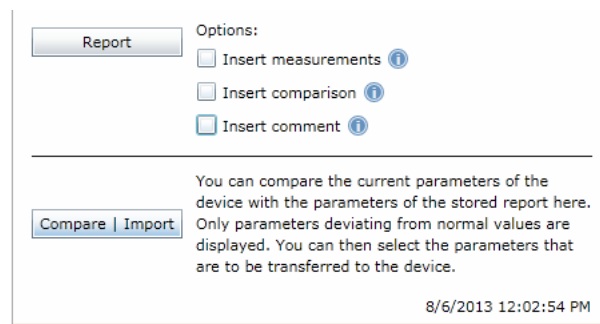 Report
Options:
Insert measurements
Insert comparison
Insert comment
Compare | Import
You can compare the current parameters of the
device with the parameters of the stored report here.
Only parameters deviating from normal values are
displayed. You can then select the parameters that
are to be transferred to the device.
8/6/2013 12:02:54 PM